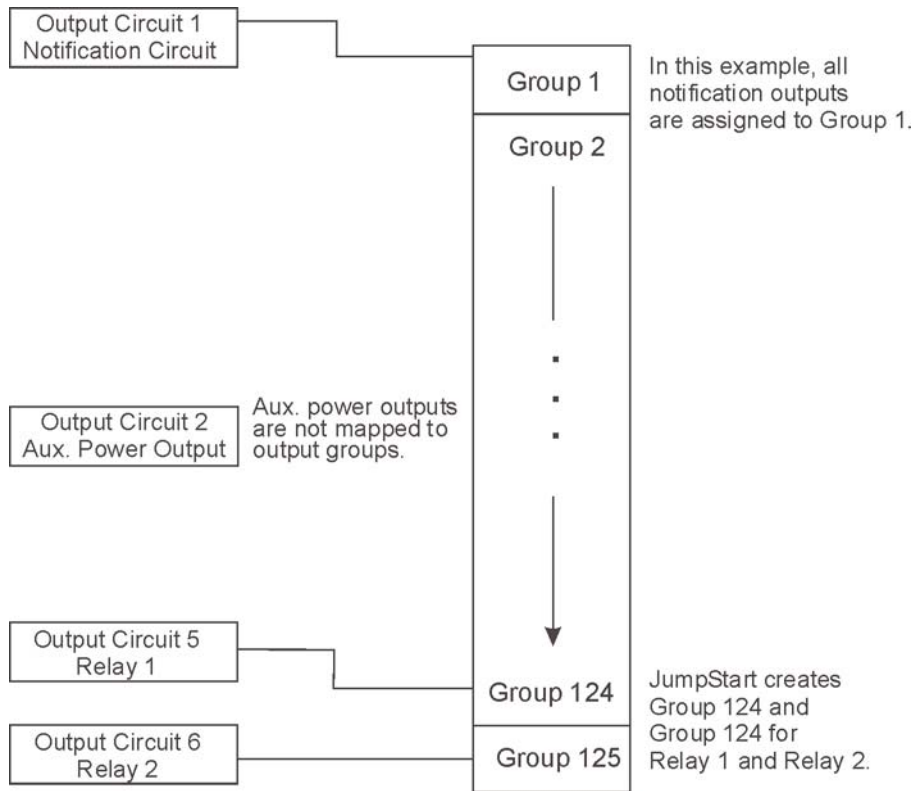 Output Circuit 1
Notification Circuit
Group 1
In this example, all
notification outputs
are assigned to Group 1.
Group 2
Output Circuit 2
Aux. Power Output
Aux. power outputs
are not mapped to
output groups.
Output Circuit 5
Relay 1
Group 124
JumpStart creates
Group 124 and
Group 124 for
Relay 1 and Relay 2.
Output Circuit 6
Relay 2
Group 125